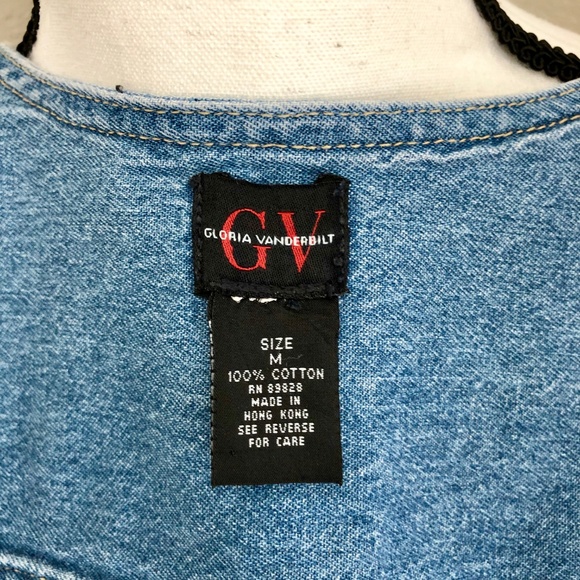 GV
GLORIA VANDERBILT
SIZE
M
100% COTTON
RN 89828
MADE IN
HONG KONG
SEE REVERSE
FOR CARE